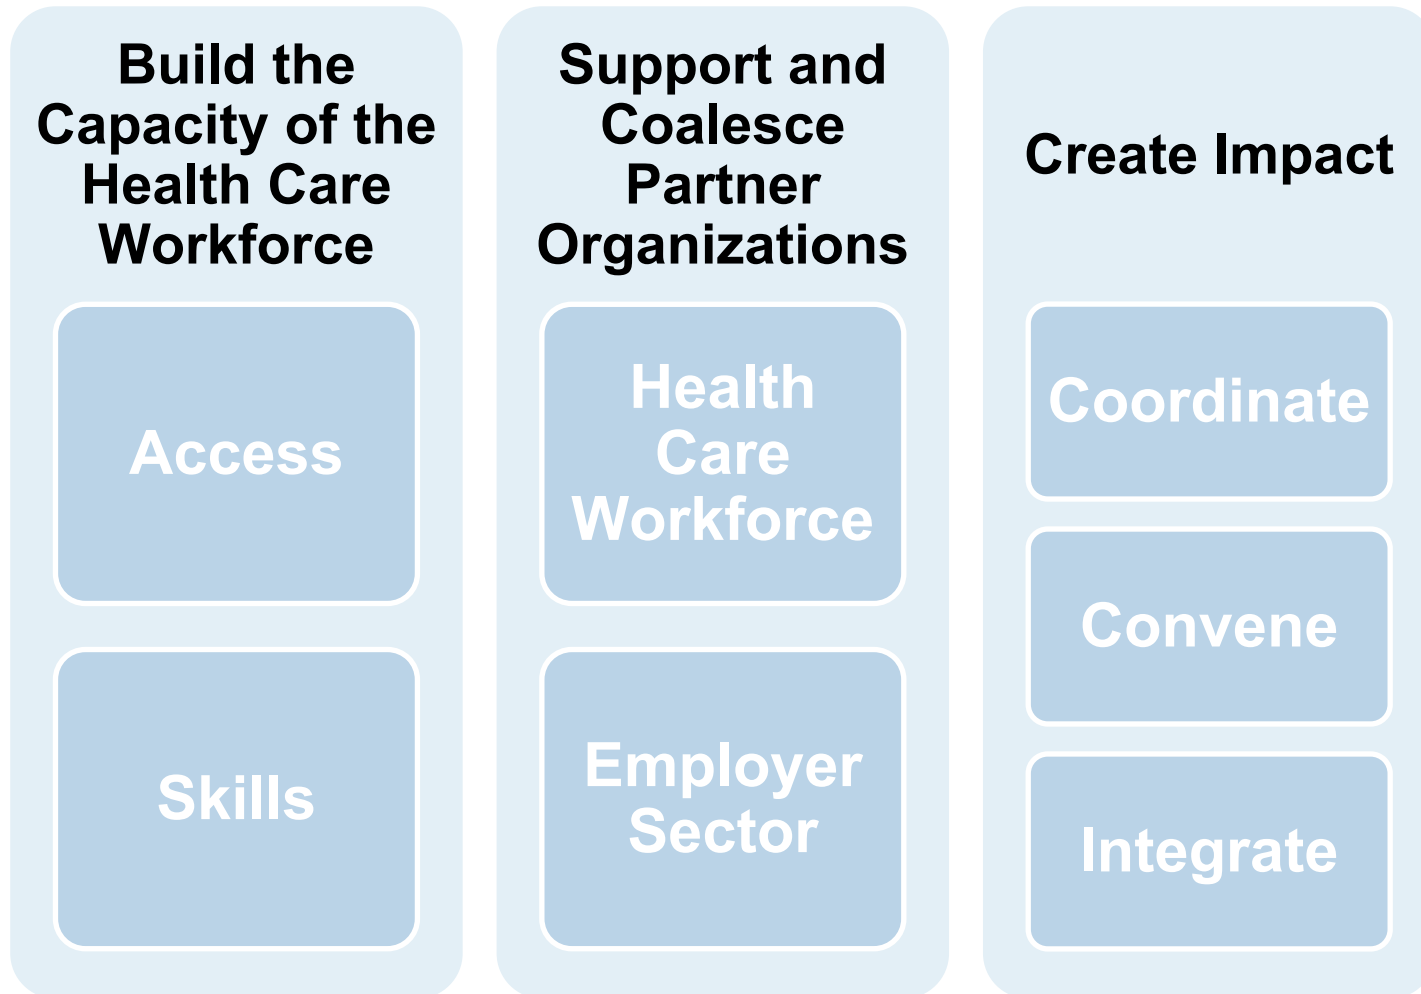 Build the
Capacity of the
Health Care
Workforce
Access
Skills
Support and
Coalesce
Partner
Organizations
Health
Care
Workforce
Employer
Sector
Create Impact
Coordinate
Convene
Integrate